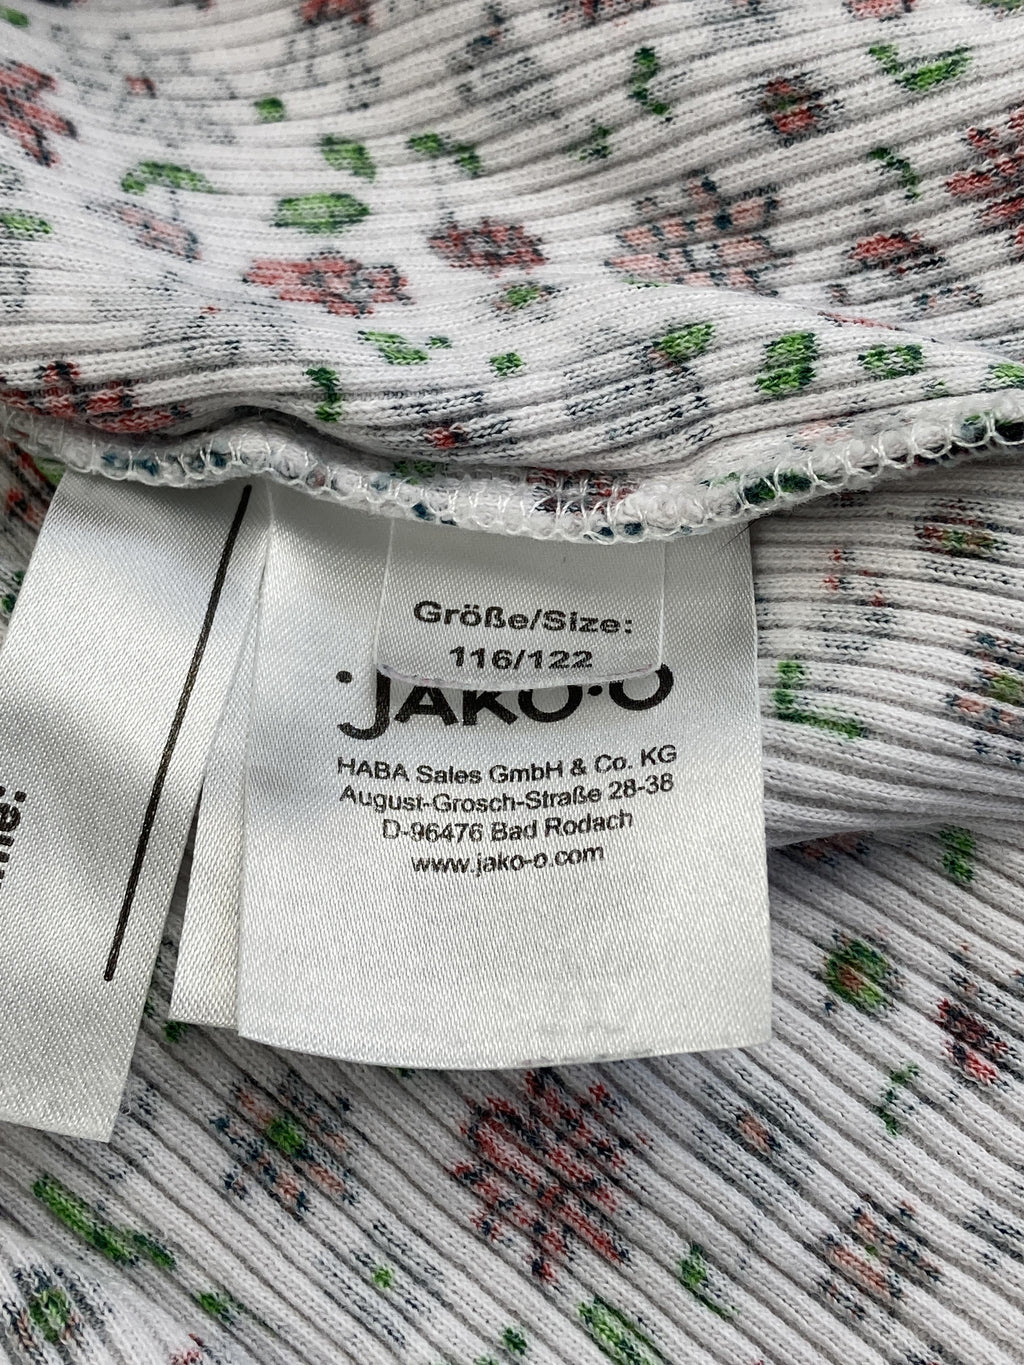 Größe/Size:
116/122
JAKO-O
HABA Sales GmbH & Co. KG
August-Grosch-Straße 28-38
D-96476 Bad Rodach
www.jako-o.com